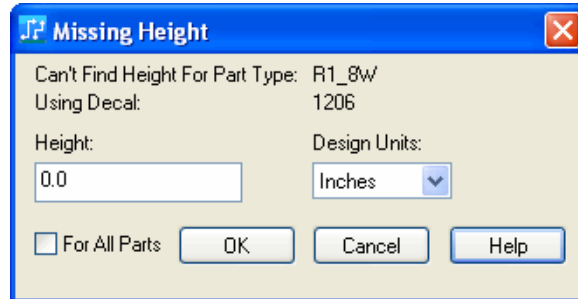 Missing Height
Can't Find Height For Part Type: R1_8W
Using Decal: 1206
Height: Design Units:
0.0 Inches
For All Parts OK Cancel Help